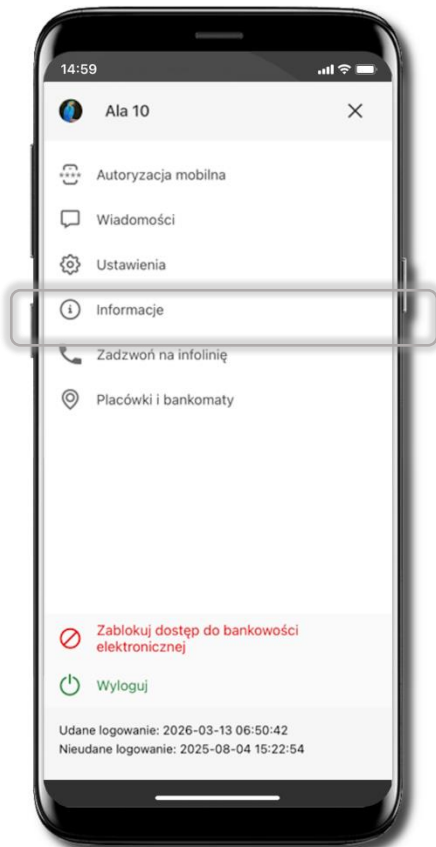 14:59
Ala 10
Autoryzacja mobilna
Wiadomości
Ustawienia
Informacje
Zadzwoń na infolinię
Placówki i bankomaty
Zablokuj dostęp do bankowości
elektronicznej
Wyloguj
Udane logowanie: 2026-03-13 06:50:42
Nieudane logowanie: 2025-08-04 15:22:54